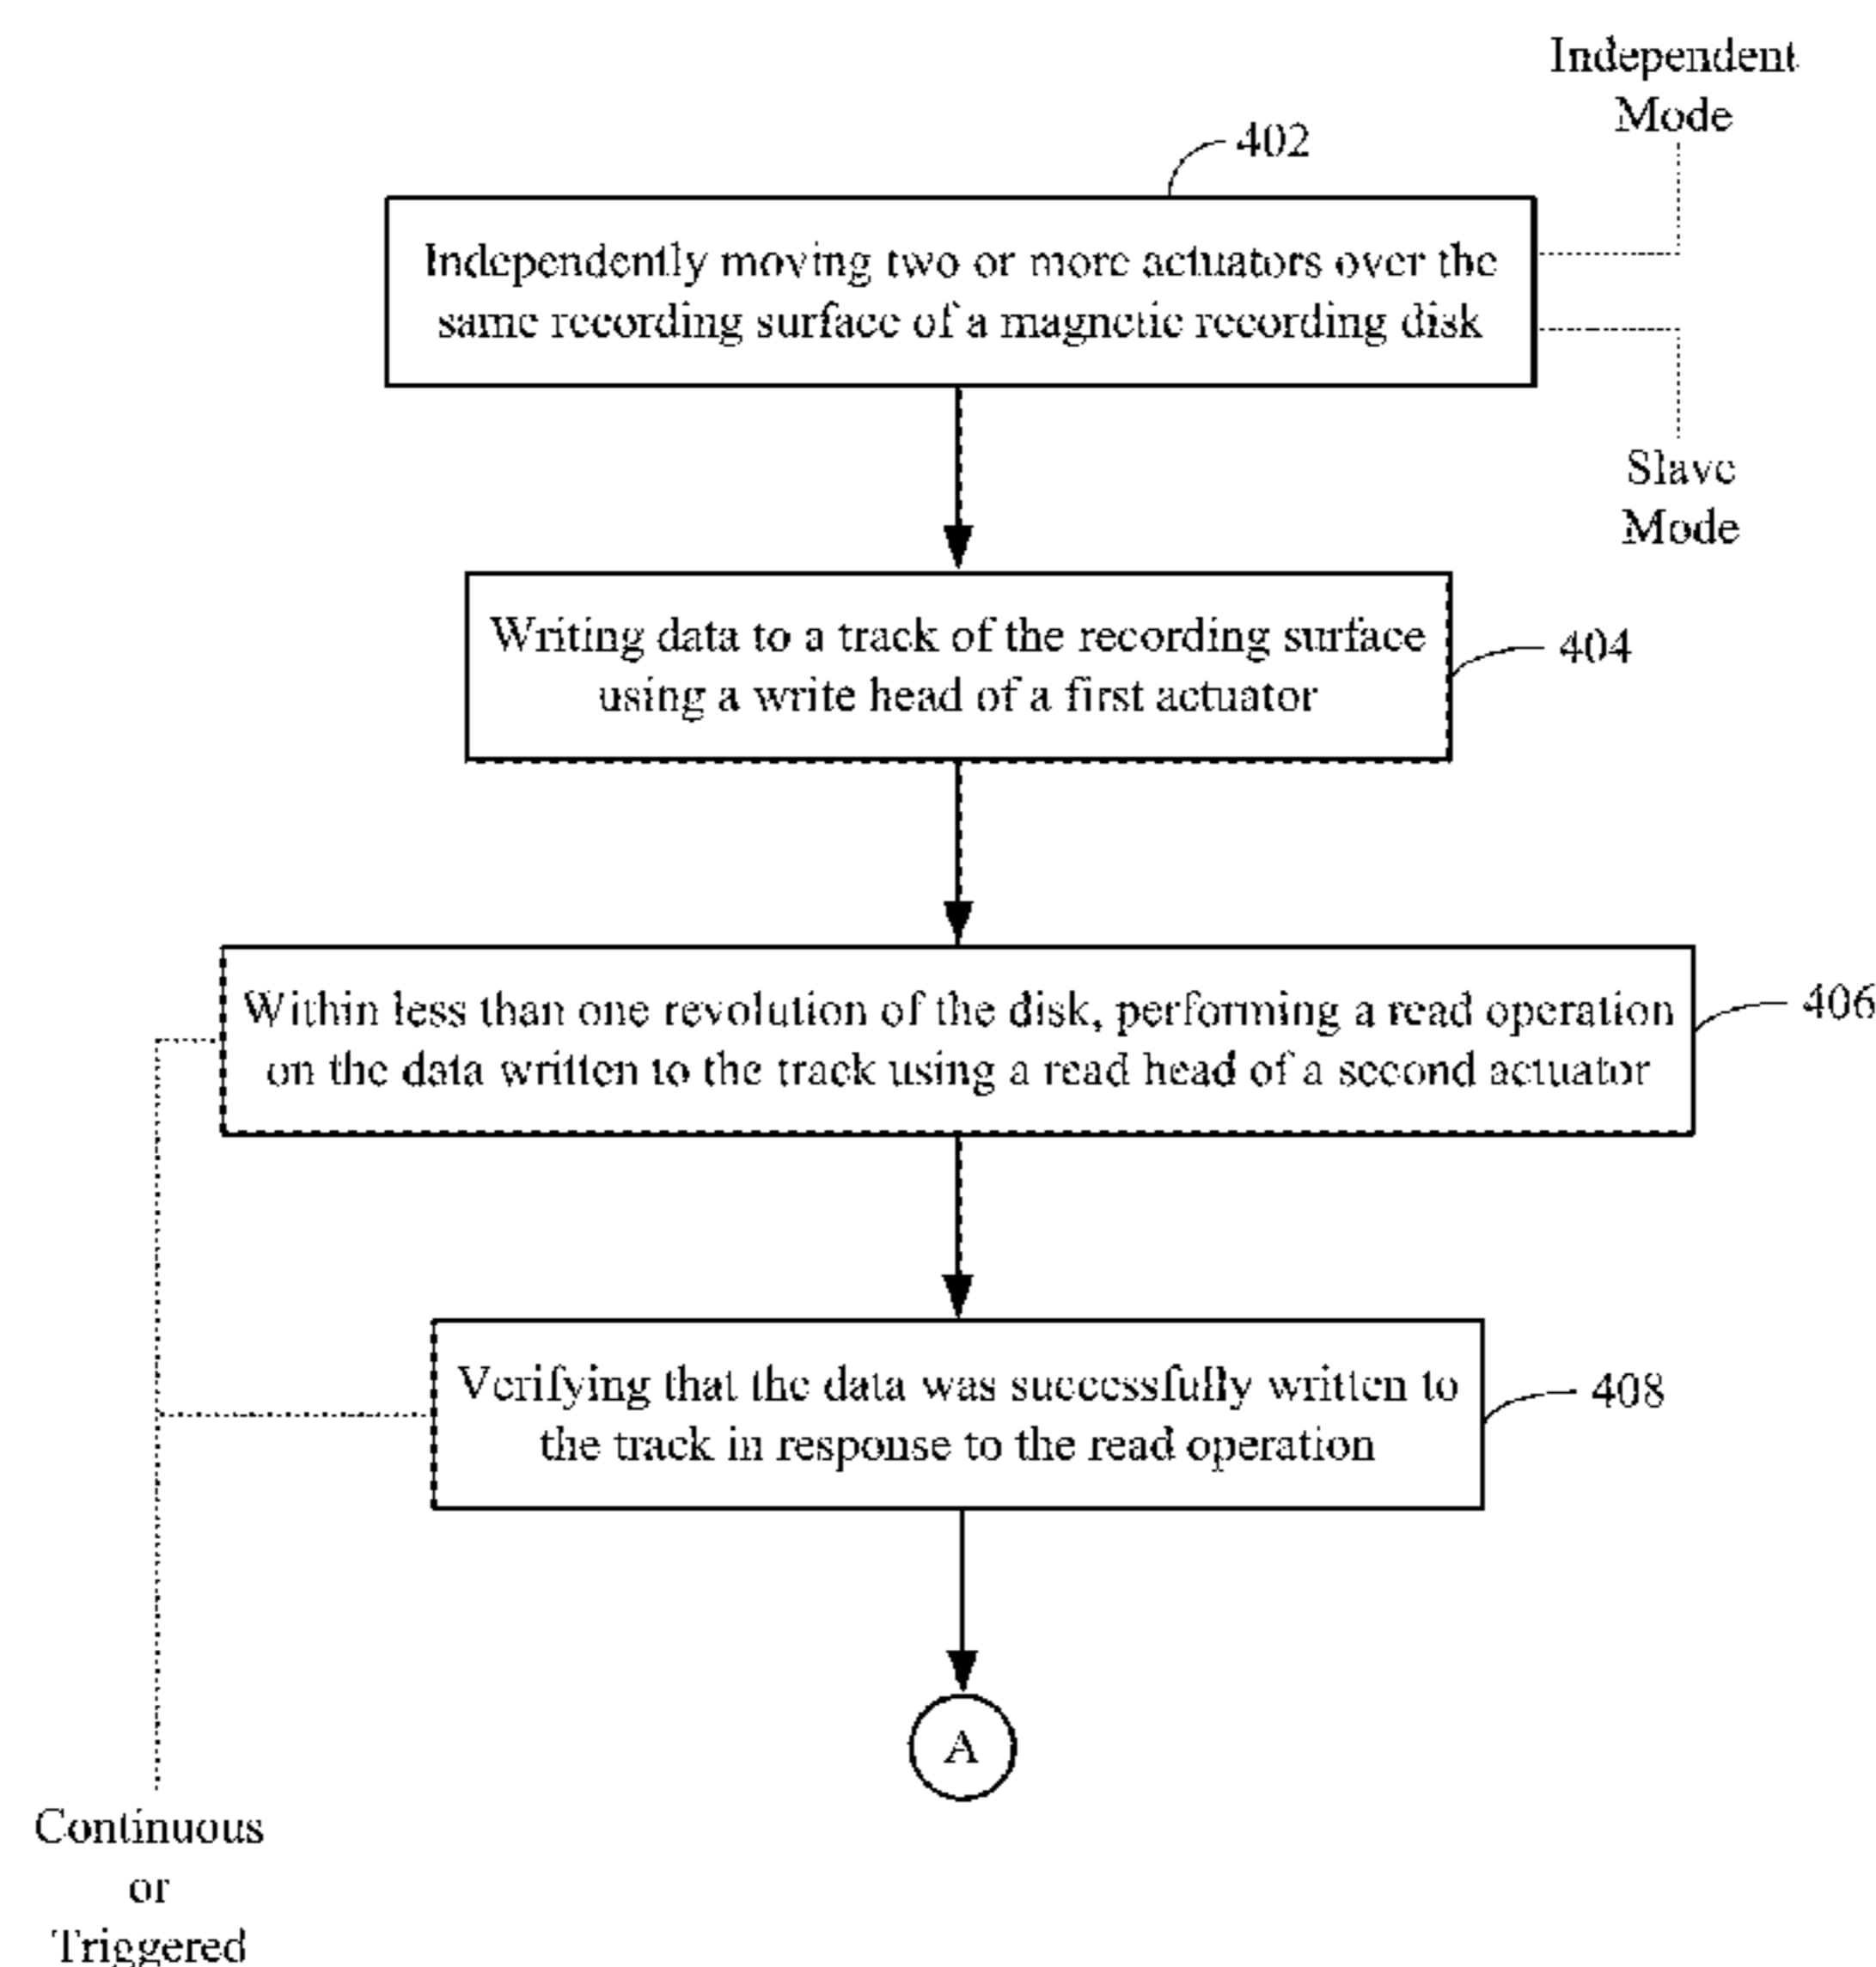 Independent
Mode
402
Independently moving two or more actuators over the
same recording surface of a magnetic recording disk
Slave
Mode
Writing data to a track of the recording surface
using a write head of a first actuator
404
Within less than one revolution of the disk, performing a read operation
on the data written to the track using a read head of a second actuator
406
Verifying that the data was successfully written to
the track in response to the read operation
408
A
Continuous
or
Triggered